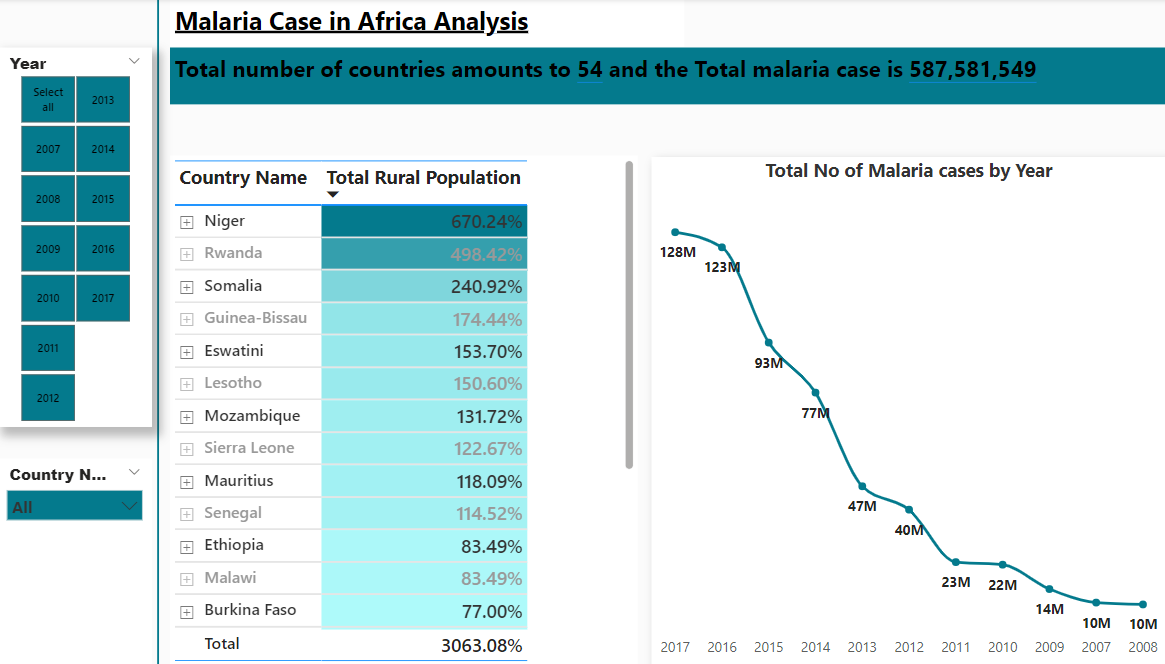 Malaria Case in Africa Analysis
Total number of countries amounts to 54 and the Total malaria case is 587,581,549
Year
Select
all
2013
2007
2014
2008
2015
2009
2016
2010
2017
2011
2012
Country N...
All
Country Name Total Rural Population
Niger 670.24%
Rwanda 498.42%
Somalia 240.92%
Guinea-Bissau 174.44%
Eswatini 153.70%
Lesotho 150.60%
Mozambique 131.72%
Sierra Leone 122.67%
Mauritius 118.09%
Senegal 114.52%
Ethiopia 83.49%
Malawi 83.49%
Burkina Faso 77.00%
Total 3063.08%
Total No of Malaria cases by Year
128M
123M
93M
77M
47M
40M
23M
22M
14M
10M
10M
2017 2016 2015 2014 2013 2012 2011 2010 2009 2007 2008